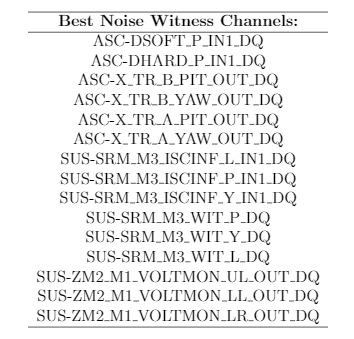 Best Noise Witness Channels:
ASC-DSOFT_P_IN1_DQ
ASC-DHARD_P_IN1_DQ
ASC-X_TR_B_PIT_OUT_DQ
ASC-X_TR_B_YAW_OUT_DQ
ASC-X_TR_A_PIT_OUT_DQ
ASC-X_TR_A_YAW_OUT_DQ
SUS-SRM_M3_ISCINF_L_IN1_DQ
SUS-SRM_M3_ISCINF_P_IN1_DQ
SUS-SRM_M3_ISCINF_Y_IN1_DQ
SUS-SRM_M3_WIT_P_DQ
SUS-SRM_M3_WIT_Y_DQ
SUS-SRM_M3_WIT_L_DQ
SUS-ZM2_M1_VOLTMON_UL_OUT_DQ
SUS-ZM2_M1_VOLTMON_LL_OUT_DQ
SUS-ZM2_M1_VOLTMON_LR_OUT_DQ